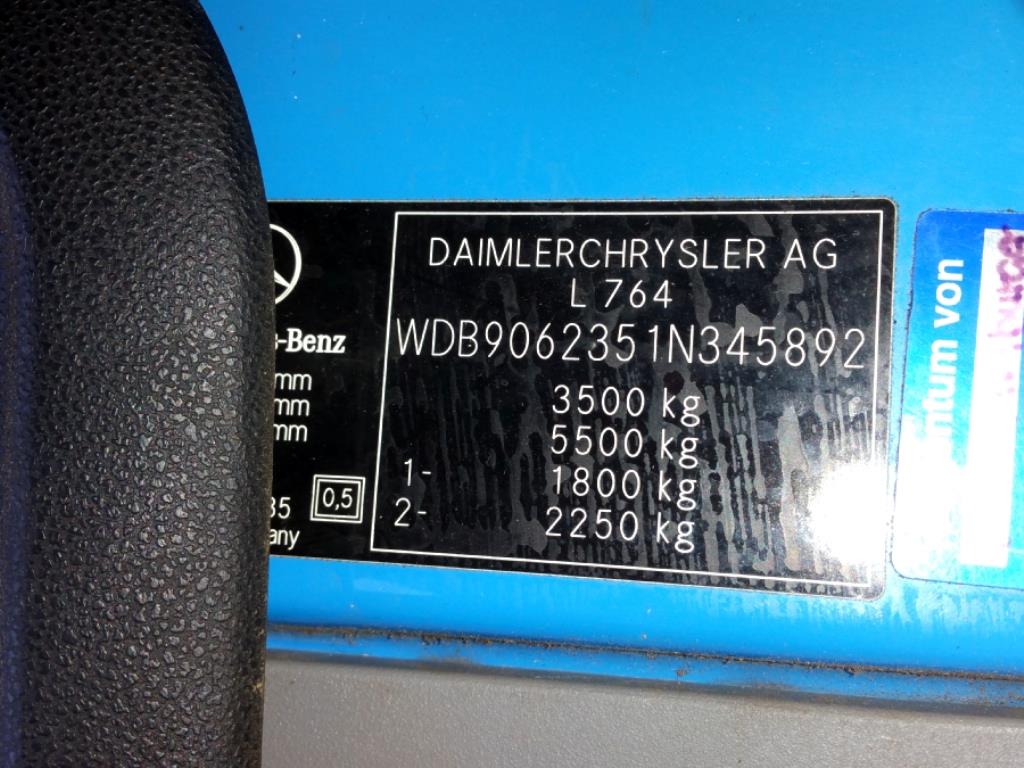 DAIMLERCHRYSLER AG
L 764
WDB9062351N345892
3500 kg
5500 kg
1- 1800 kg
2- 2250 kg
-Benz
mm
mm
mm
35
0,5
any
ntum von